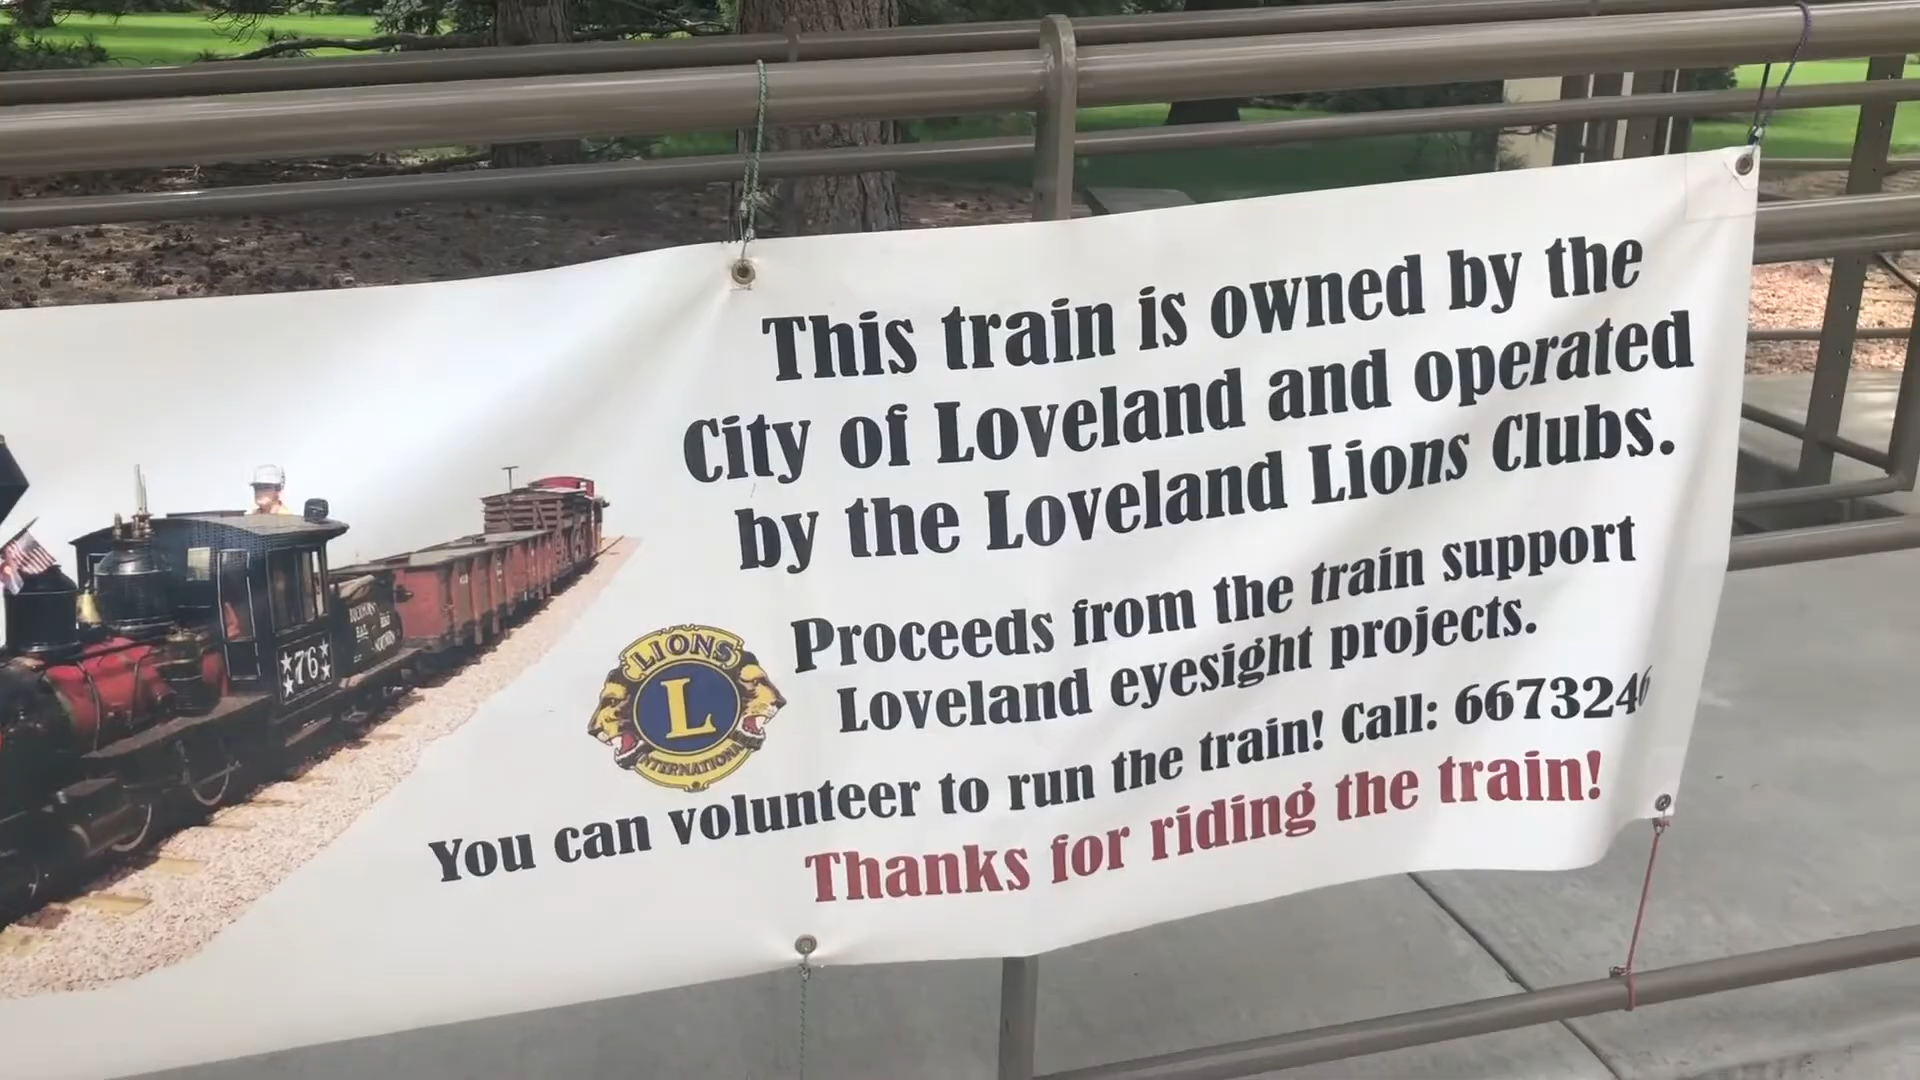 This train is owned by the
City of Loveland and operated
by the Loveland Lions Clubs.
Proceeds from the train support
Loveland eyesight projects.
You can volunteer to run the train! Call: 6673246
Thanks for riding the train!
LIONS
L
INTERNATIONAL
76